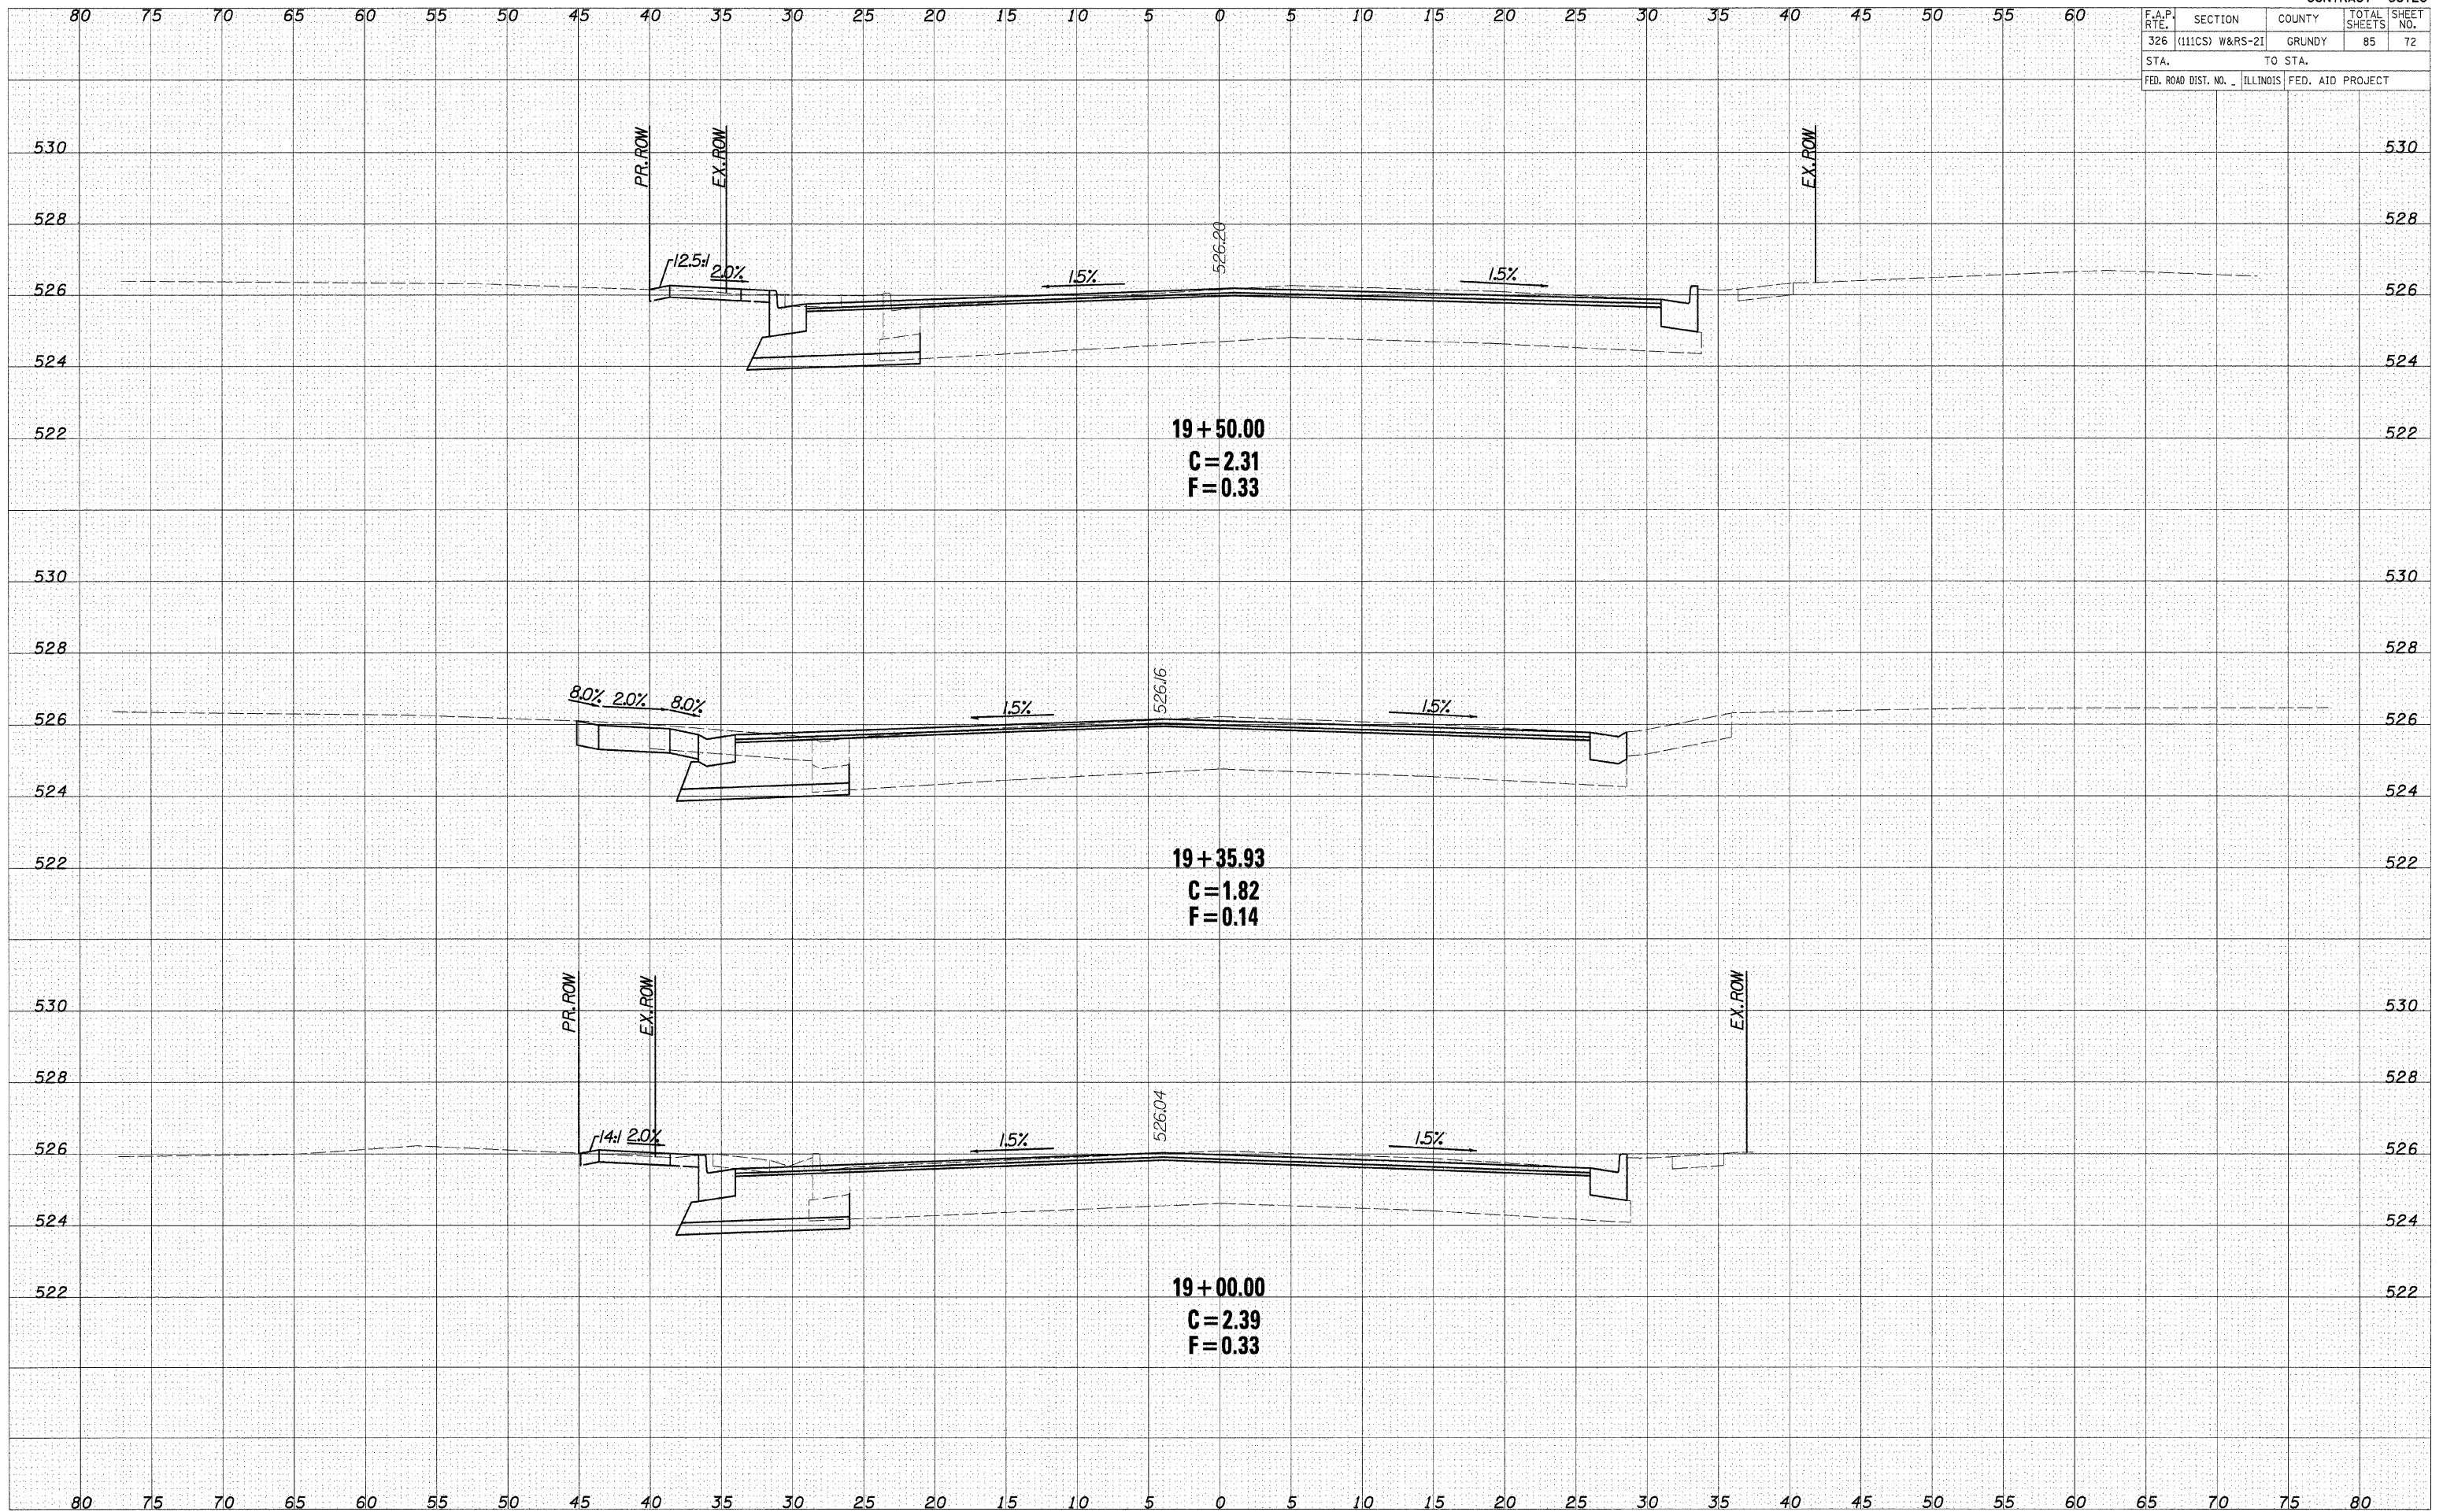 80 75 70 65 60 55 50 45 40 35 30 25 20 15 10 5 0 5 10 15 20 25 30 35 40 45 50 55 60
F.A.P. RTE. SECTION COUNTY TOTAL SHEETS SHEET NO.
326 (111CS) W&RS-2I GRUNDY 85 72
STA. TO STA.
FED. ROAD DIST. NO. _ ILLINOIS FED. AID PROJECT
PR.ROW EX.ROW EX.ROW
530 530
528 528
526.20
12.5:1 2.0% 1.5% 1.5%
526 526
524 524
522 522
19+50.00
C=2.31
F=0.33
530 530
528 528
526.16
8.0% 2.0% 8.0% 1.5% 1.5%
526 526
524 524
522 522
19+35.93
C=1.82
F=0.14
PR.ROW EX.ROW EX.ROW
530 530
528 528
526.04
14:1 2.0% 1.5% 1.5%
526 526
524 524
522 522
19+00.00
C=2.39
F=0.33
80 75 70 65 60 55 50 45 40 35 30 25 20 15 10 5 0 5 10 15 20 25 30 35 40 45 50 55 60 65 70 75 80